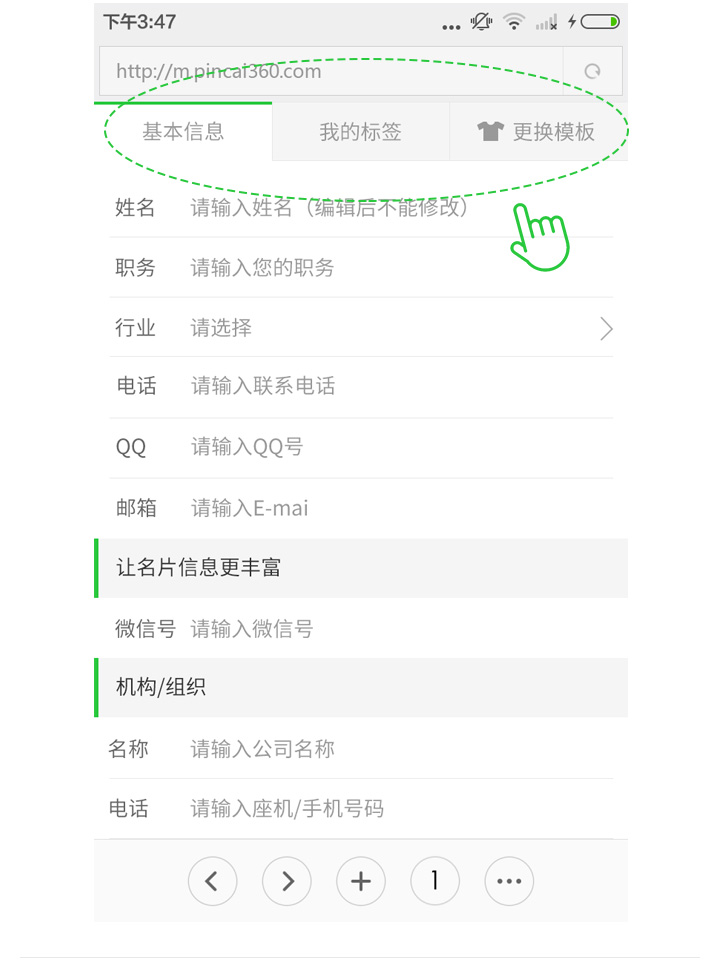 下午3:47
http://m.pincai360.com
基本信息 我的标签 更换模板
姓名 请输入姓名（编辑后不能修改）
职务 请输入您的职务
行业 请选择
电话 请输入联系电话
QQ 请输入QQ号
邮箱 请输入E-mai
让名片信息更丰富
微信号 请输入微信号
机构/组织
名称 请输入公司名称
电话 请输入座机/手机号码
1